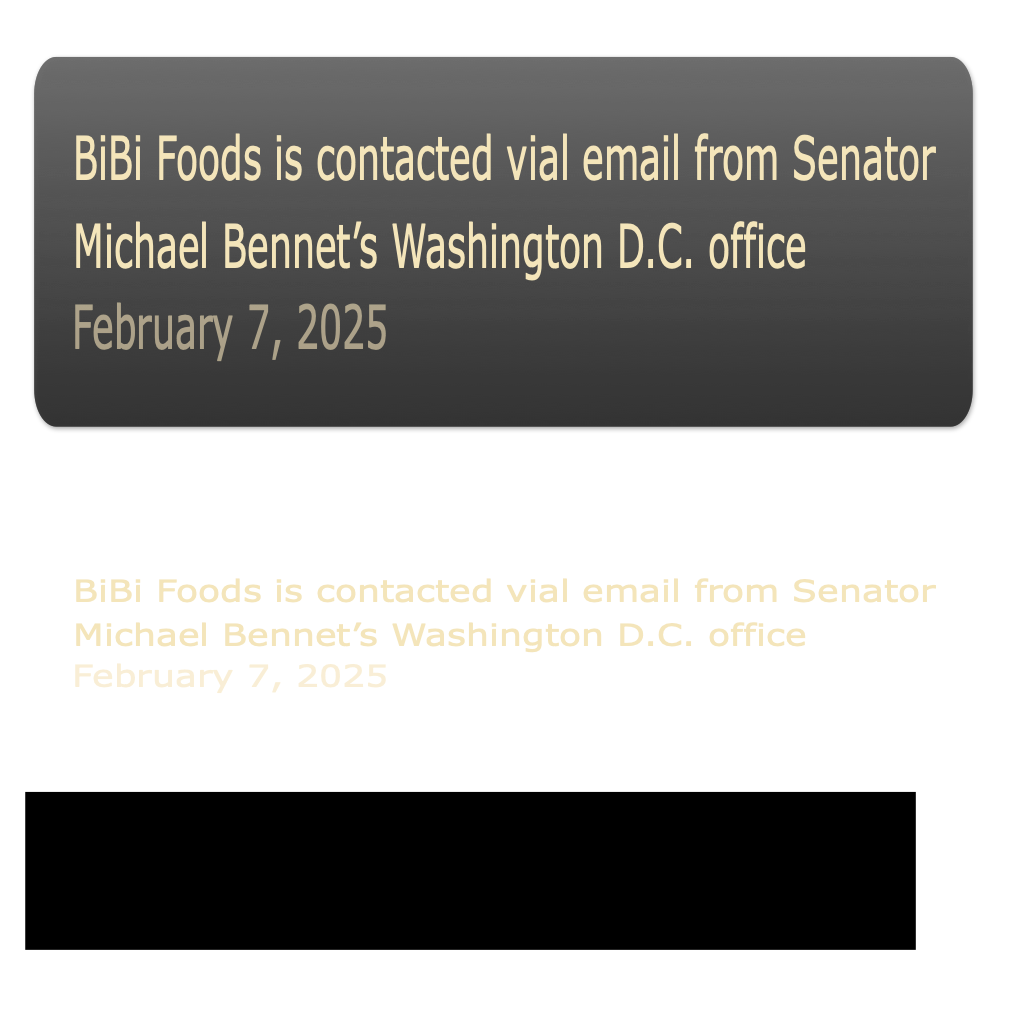 BiBi Foods is contacted vial email from Senator
Michael Bennet’s Washington D.C. office
February 7, 2025
BiBi Foods is contacted vial email from Senator
Michael Bennet’s Washington D.C. office
February 7, 2025